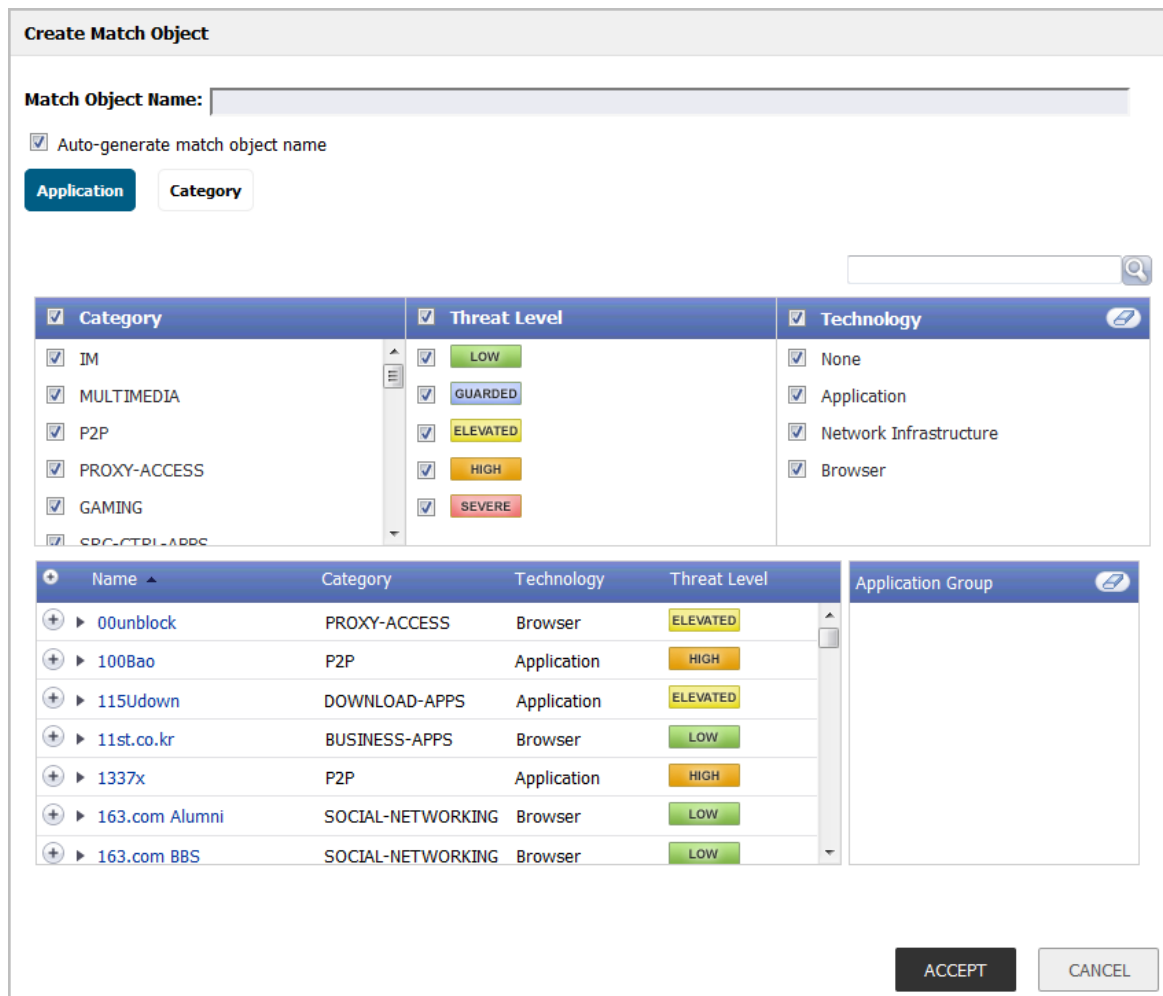 Create Match Object
Match Object Name:
Auto-generate match object name
Application Category
Category Threat Level Technology
IM LOW None
MULTIMEDIA GUARDED Application
P2P ELEVATED Network Infrastructure
PROXY-ACCESS HIGH Browser
GAMING SEVERE
SRC-CTRL-APPS
Name Category Technology Threat Level Application Group
00unblock PROXY-ACCESS Browser ELEVATED
100Bao P2P Application HIGH
115Udown DOWNLOAD-APPS Application ELEVATED
11st.co.kr BUSINESS-APPS Browser LOW
1337x P2P Application HIGH
163.com Alumni SOCIAL-NETWORKING Browser LOW
163.com BBS SOCIAL-NETWORKING Browser LOW
ACCEPT CANCEL